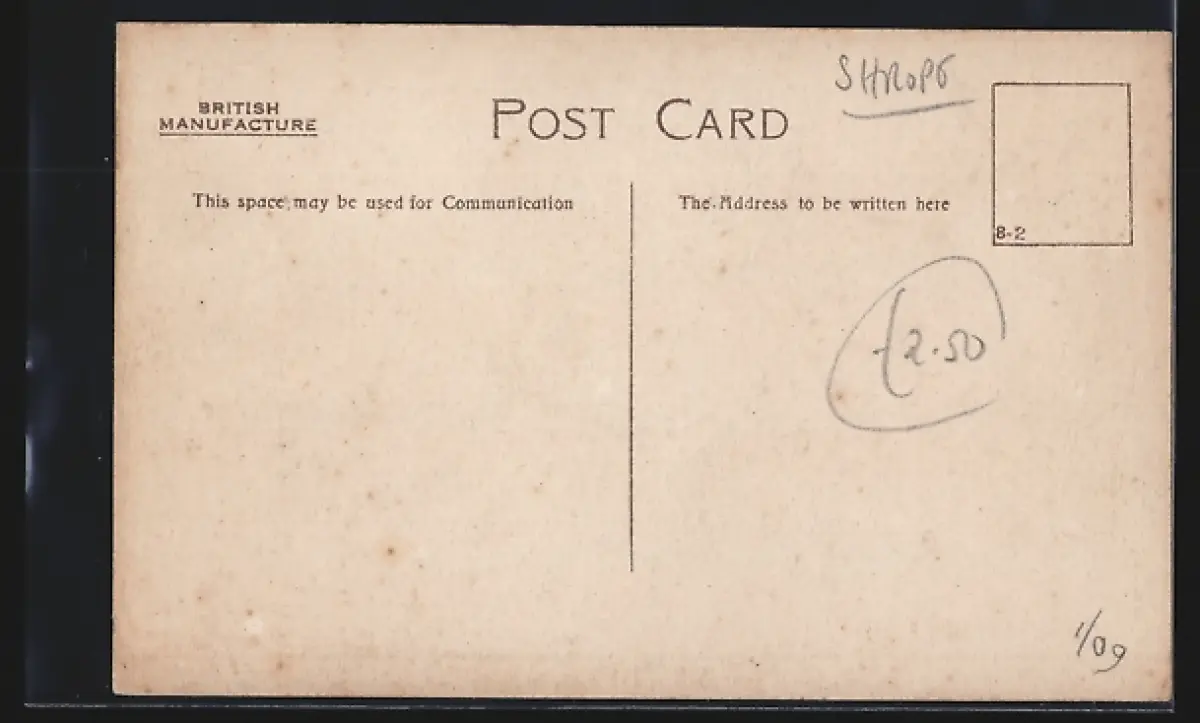 BRITISH
MANUFACTURE
POST CARD
SHROPS
This space may be used for Communication
The Address to be written here
8-2
£2.50
1/09